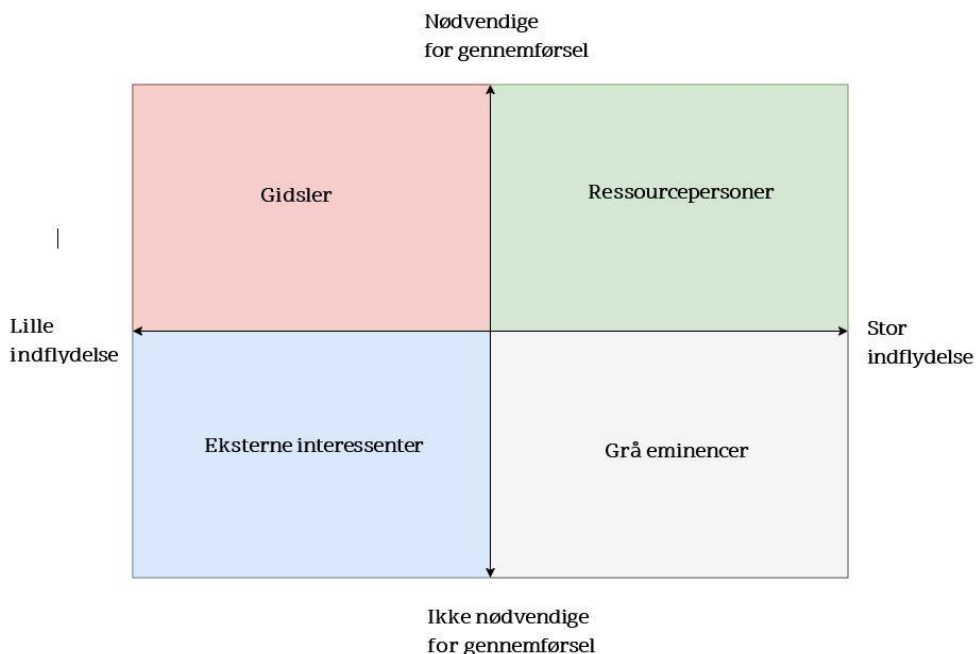 Nødvendige
for gennemførsel
Gidsler
Ressourcepersoner
Lille
indflydelse
Stor
indflydelse
Eksterne interessenter
Grå eminencer
Ikke nødvendige
for gennemførsel